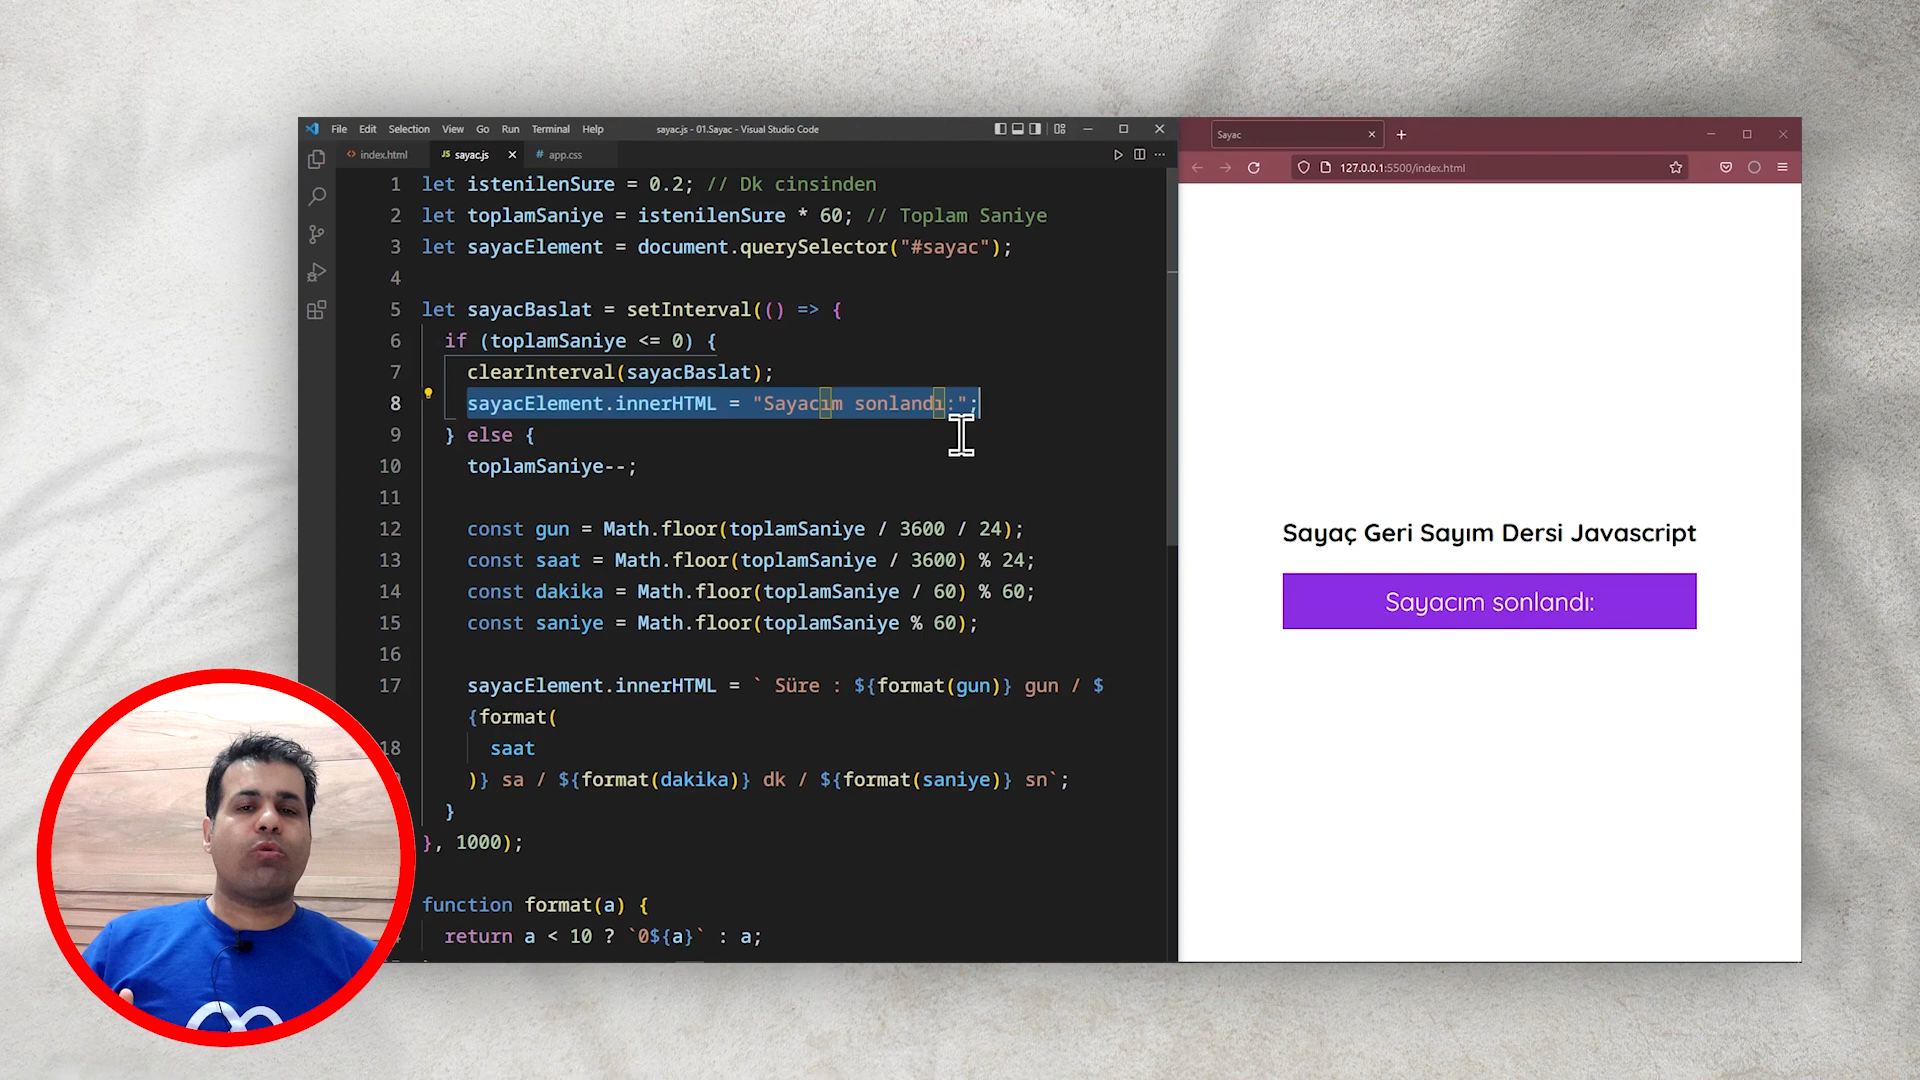 File Edit Selection View Go Run Terminal Help
sayac.js - 01.Sayac - Visual Studio Code
index.html
JS sayac.js
# app.css
1 let istenilenSure = 0.2; // Dk cinsinden
2 let toplamSaniye = istenilenSure * 60; // Toplam Saniye
3 let sayacElement = document.querySelector("#sayac");
4
5 let sayacBaslat = setInterval(() => {
6 if (toplamSaniye <= 0) {
7 clearInterval(sayacBaslat);
8 sayacElement.innerHTML = "Sayacım sonlandı:";
9 } else {
10 toplamSaniye--;
11
12 const gun = Math.floor(toplamSaniye / 3600 / 24);
13 const saat = Math.floor(toplamSaniye / 3600) % 24;
14 const dakika = Math.floor(toplamSaniye / 60) % 60;
15 const saniye = Math.floor(toplamSaniye % 60);
16
17 sayacElement.innerHTML = ` Süre : ${format(gun)} gun / $
{format(
18 saat
)} sa / ${format(dakika)} dk / ${format(saniye)} sn`;
}
}, 1000);
function format(a) {
return a < 10 ? `0${a}` : a;
Sayac
127.0.0.1:5500/index.html
Sayaç Geri Sayım Dersi Javascript
Sayacım sonlandı: